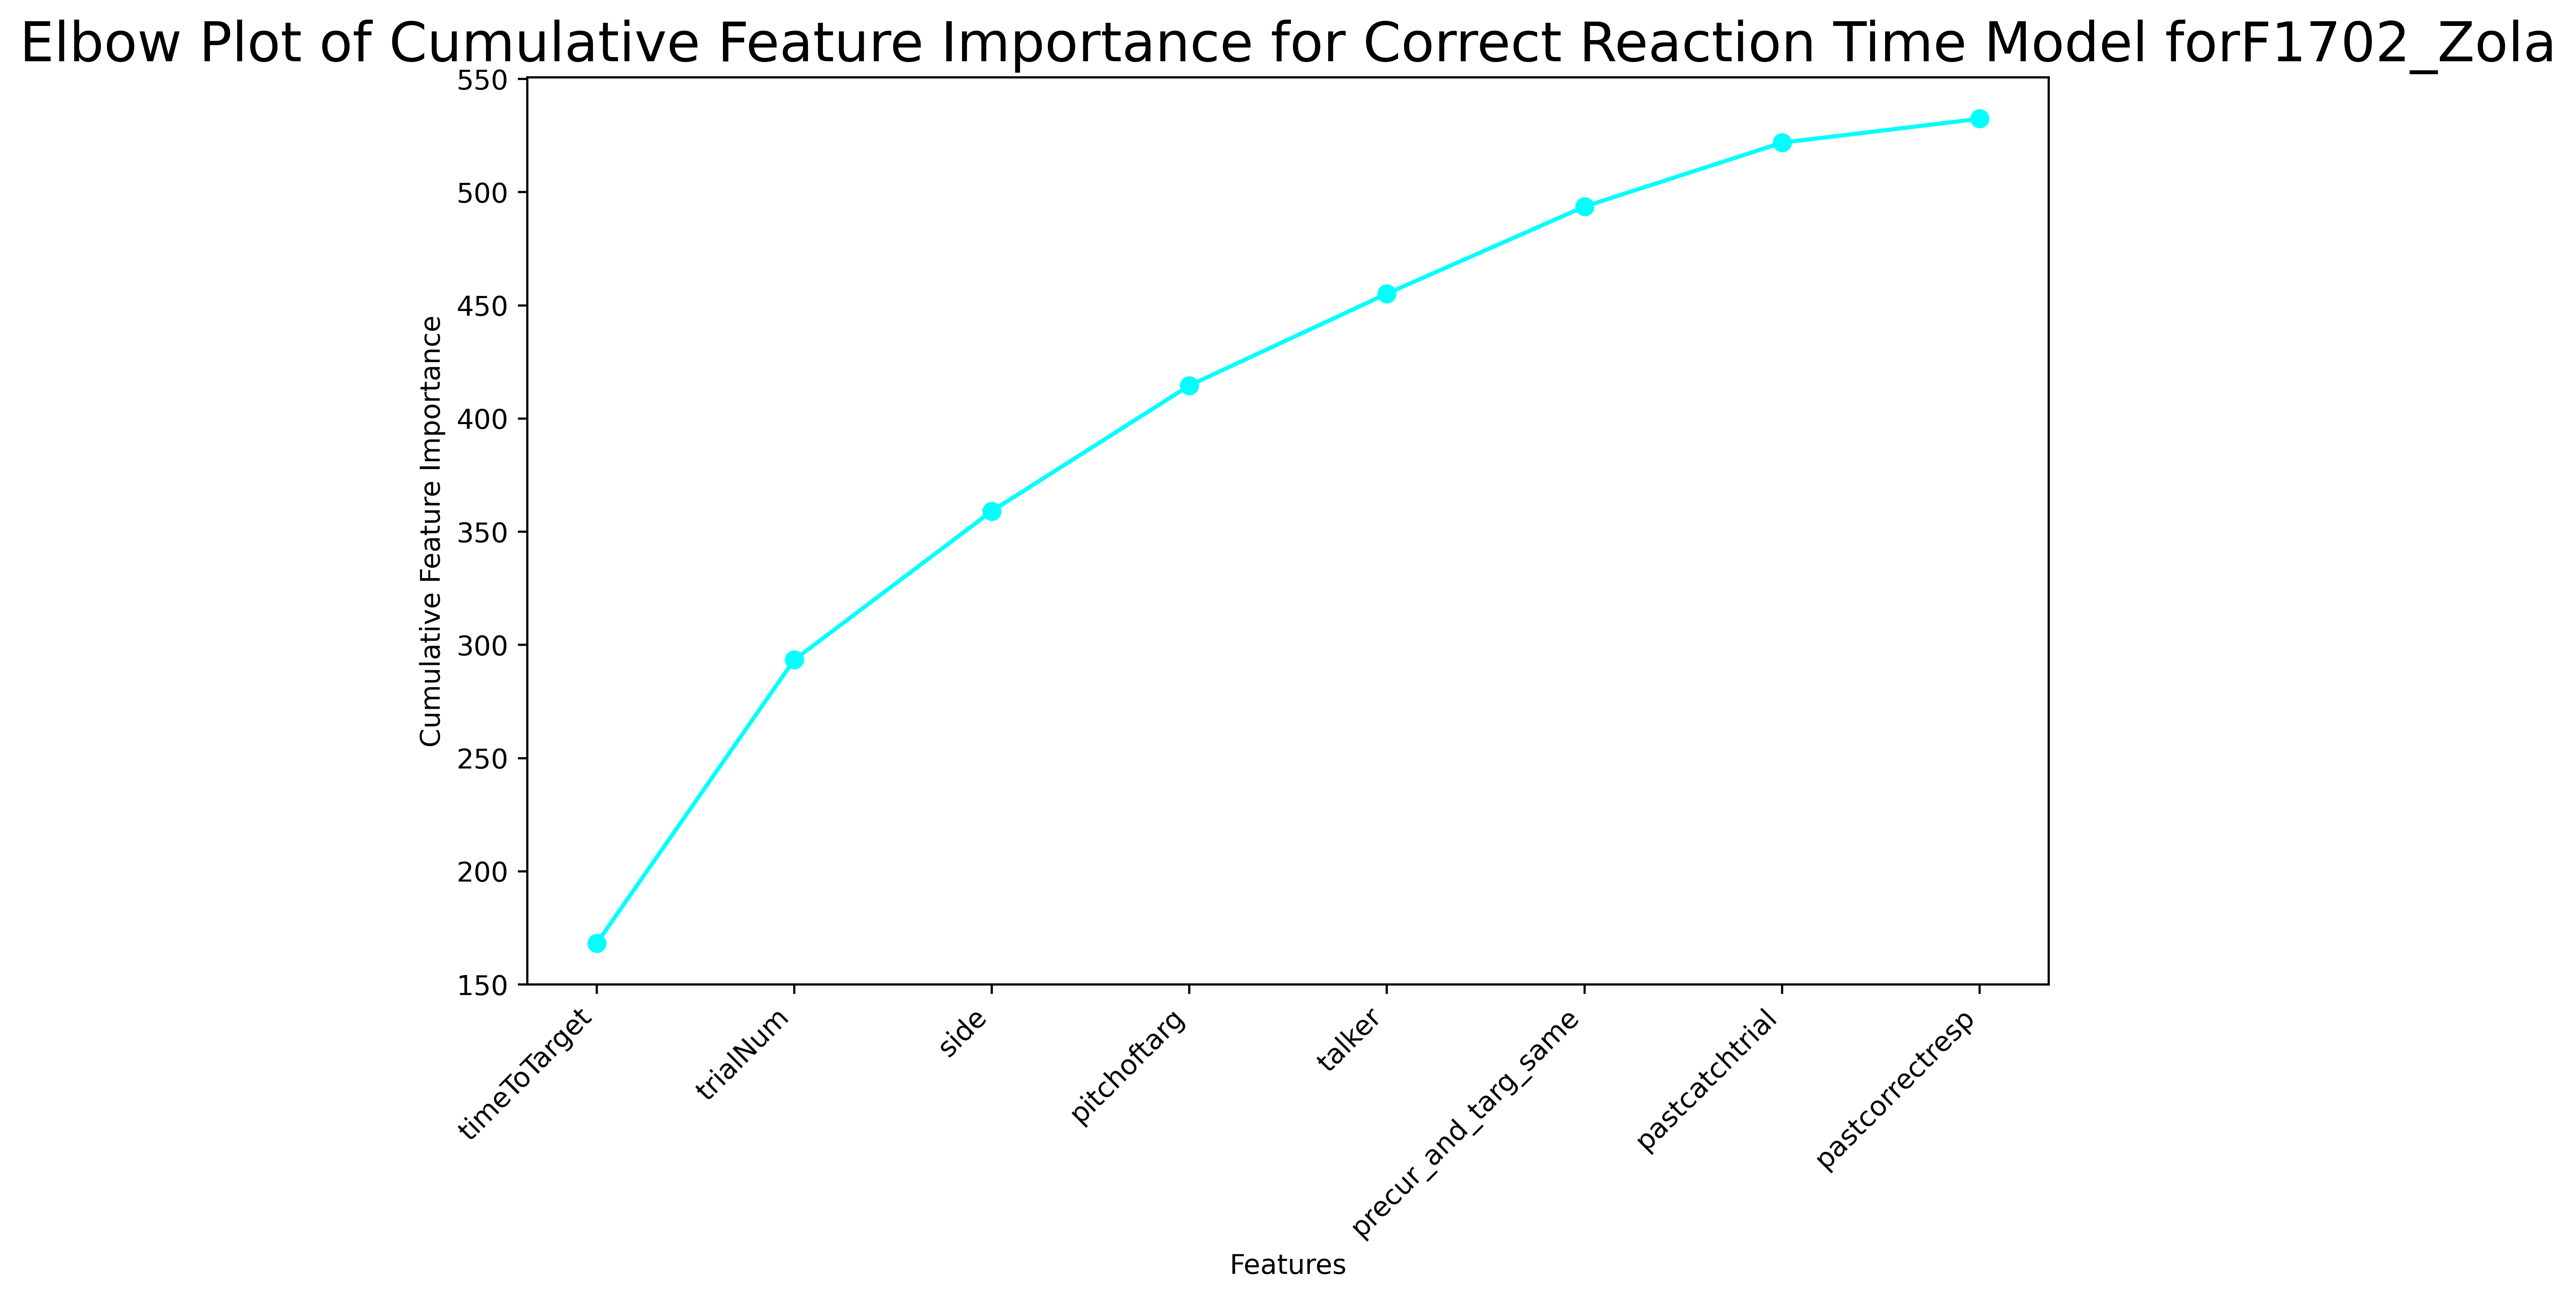 Elbow Plot of Cumulative Feature Importance for Correct Reaction Time Model forF1702_Zola
550
500
450
400
350
300
250
200
150
Cumulative Feature Importance
timeToTarget
trialNum
side
pitchoftarg
talker
precur_and_targ_same
pastcatchtrial
pastcorrectresp
Features